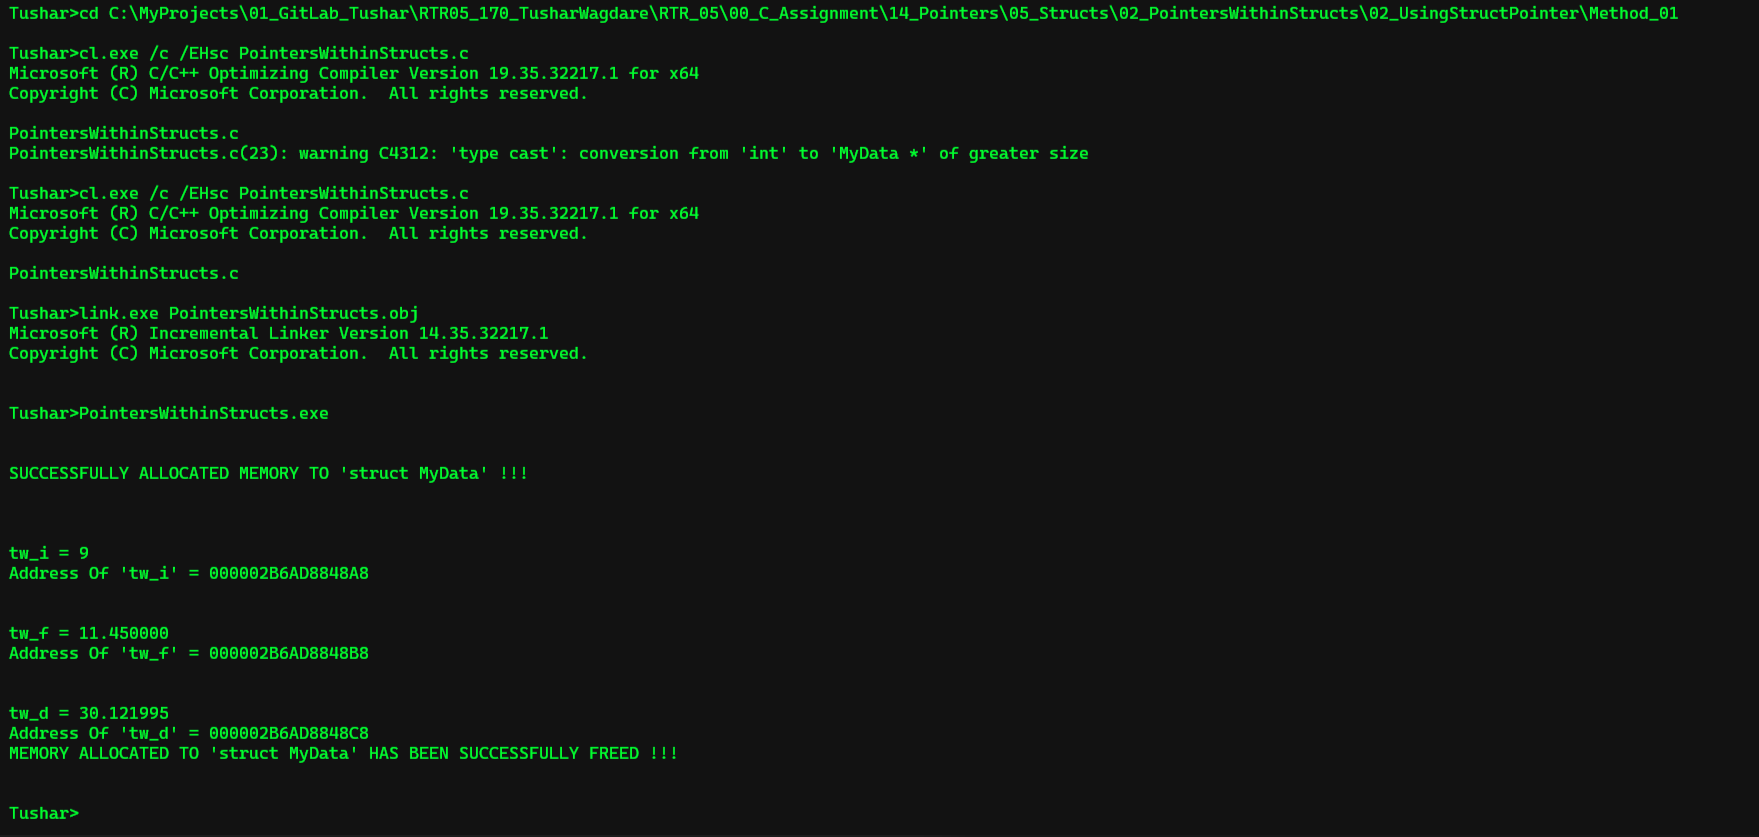 Tushar>cd C:\MyProjects\01_GitLab_Tushar\RTR05_170_TusharWagdare\RTR_05\00_C_Assignment\14_Pointers\05_Structs\02_PointersWithinStructs\02_UsingStructPointer\Method_01
Tushar>cl.exe /c /EHsc PointersWithinStructs.c
Microsoft (R) C/C++ Optimizing Compiler Version 19.35.32217.1 for x64
Copyright (C) Microsoft Corporation.  All rights reserved.
PointersWithinStructs.c
PointersWithinStructs.c(23): warning C4312: 'type cast': conversion from 'int' to 'MyData *' of greater size
Tushar>cl.exe /c /EHsc PointersWithinStructs.c
Microsoft (R) C/C++ Optimizing Compiler Version 19.35.32217.1 for x64
Copyright (C) Microsoft Corporation.  All rights reserved.
PointersWithinStructs.c
Tushar>link.exe PointersWithinStructs.obj
Microsoft (R) Incremental Linker Version 14.35.32217.1
Copyright (C) Microsoft Corporation.  All rights reserved.
Tushar>PointersWithinStructs.exe
SUCCESSFULLY ALLOCATED MEMORY TO 'struct MyData' !!!
tw_i = 9
Address Of 'tw_i' = 000002B6AD8848A8
tw_f = 11.450000
Address Of 'tw_f' = 000002B6AD8848B8
tw_d = 30.121995
Address Of 'tw_d' = 000002B6AD8848C8
MEMORY ALLOCATED TO 'struct MyData' HAS BEEN SUCCESSFULLY FREED !!!
Tushar>